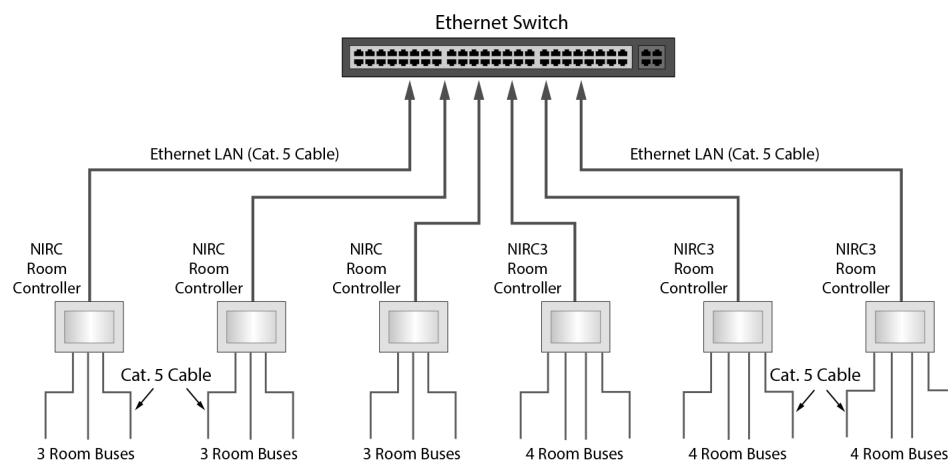 Ethernet Switch
Ethernet LAN (Cat. 5 Cable)
Ethernet LAN (Cat. 5 Cable)
NIRC
Room
Controller
NIRC
Room
Controller
NIRC
Room
Controller
NIRC3
Room
Controller
NIRC3
Room
Controller
NIRC3
Room
Controller
Cat. 5 Cable
Cat. 5 Cable
3 Room Buses
3 Room Buses
3 Room Buses
4 Room Buses
4 Room Buses
4 Room Buses